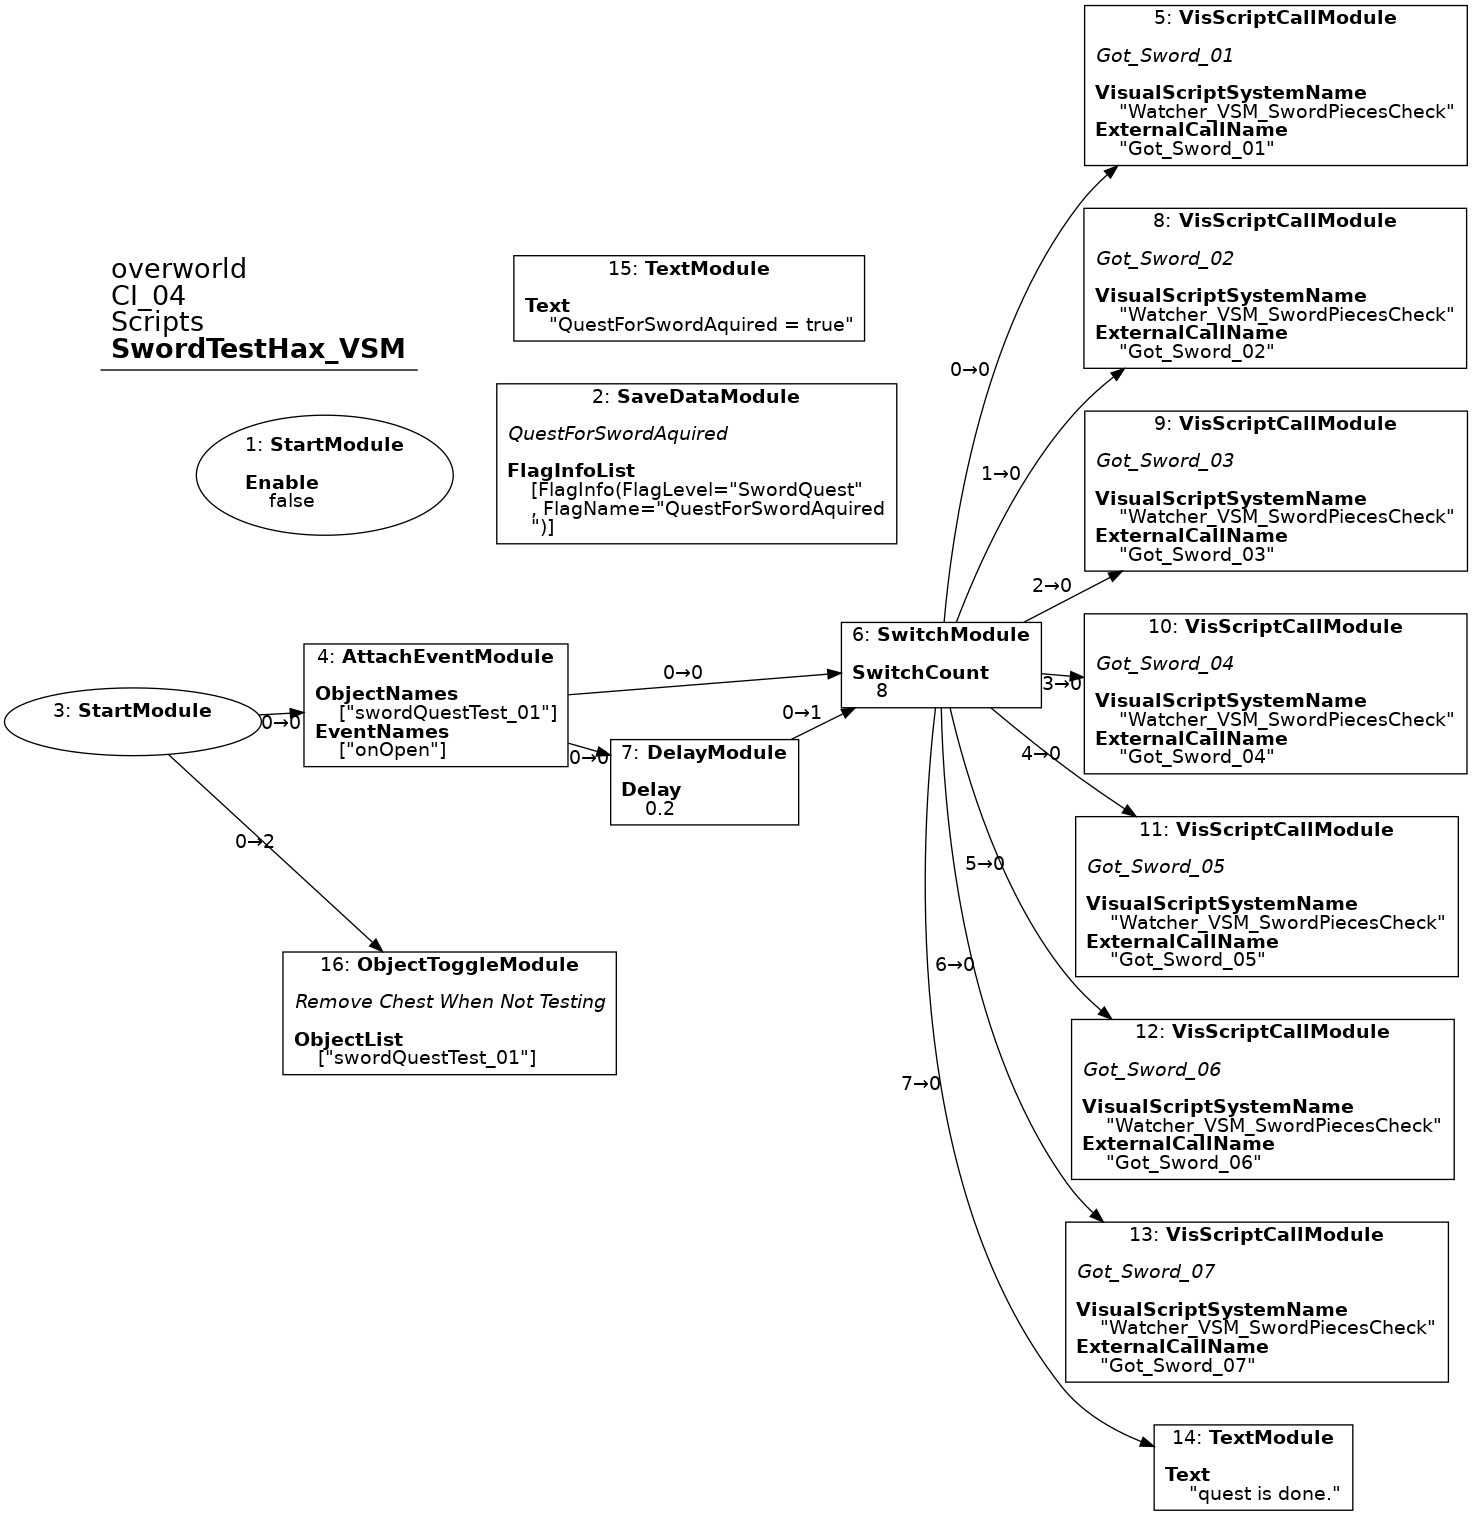 overworld
CI_04
Scripts
SwordTestHax_VSM
1: StartModule
Enable
false
15: TextModule
Text
"QuestForSwordAquired = true"
2: SaveDataModule
QuestForSwordAquired
FlagInfoList
[FlagInfo(FlagLevel="SwordQuest"
, FlagName="QuestForSwordAquired
")]
3: StartModule
0→0
0→2
4: AttachEventModule
ObjectNames
["swordQuestTest_01"]
EventNames
["onOpen"]
0→0
0→0
16: ObjectToggleModule
Remove Chest When Not Testing
ObjectList
["swordQuestTest_01"]
7: DelayModule
Delay
0.2
0→1
6: SwitchModule
SwitchCount
8
0→0
1→0
2→0
3→0
4→0
5→0
6→0
7→0
5: VisScriptCallModule
Got_Sword_01
VisualScriptSystemName
"Watcher_VSM_SwordPiecesCheck"
ExternalCallName
"Got_Sword_01"
8: VisScriptCallModule
Got_Sword_02
VisualScriptSystemName
"Watcher_VSM_SwordPiecesCheck"
ExternalCallName
"Got_Sword_02"
9: VisScriptCallModule
Got_Sword_03
VisualScriptSystemName
"Watcher_VSM_SwordPiecesCheck"
ExternalCallName
"Got_Sword_03"
10: VisScriptCallModule
Got_Sword_04
VisualScriptSystemName
"Watcher_VSM_SwordPiecesCheck"
ExternalCallName
"Got_Sword_04"
11: VisScriptCallModule
Got_Sword_05
VisualScriptSystemName
"Watcher_VSM_SwordPiecesCheck"
ExternalCallName
"Got_Sword_05"
12: VisScriptCallModule
Got_Sword_06
VisualScriptSystemName
"Watcher_VSM_SwordPiecesCheck"
ExternalCallName
"Got_Sword_06"
13: VisScriptCallModule
Got_Sword_07
VisualScriptSystemName
"Watcher_VSM_SwordPiecesCheck"
ExternalCallName
"Got_Sword_07"
14: TextModule
Text
"quest is done."